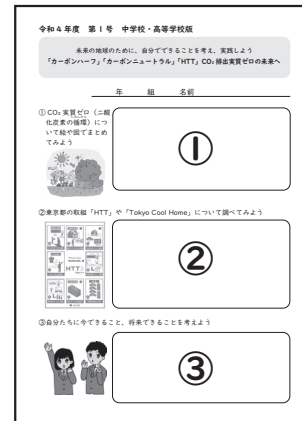 令和4年度　第1号　中学校・高等学校版
未来の地球のために、自分でできることを考え、実践しよう
「カーボンハーフ」「カーボンニュートラル」「HTT」CO₂排出実質ゼロの未来へ
年　組　名前
①CO₂実質ゼロ（二酸
化炭素の循環）につ
いて絵や図でまとめ
てみよう
①
②東京都の取組「HTT」や「Tokyo Cool Home」について調べてみよう
HTT
②
③自分たちに今できること、将来できることを考えよう
③